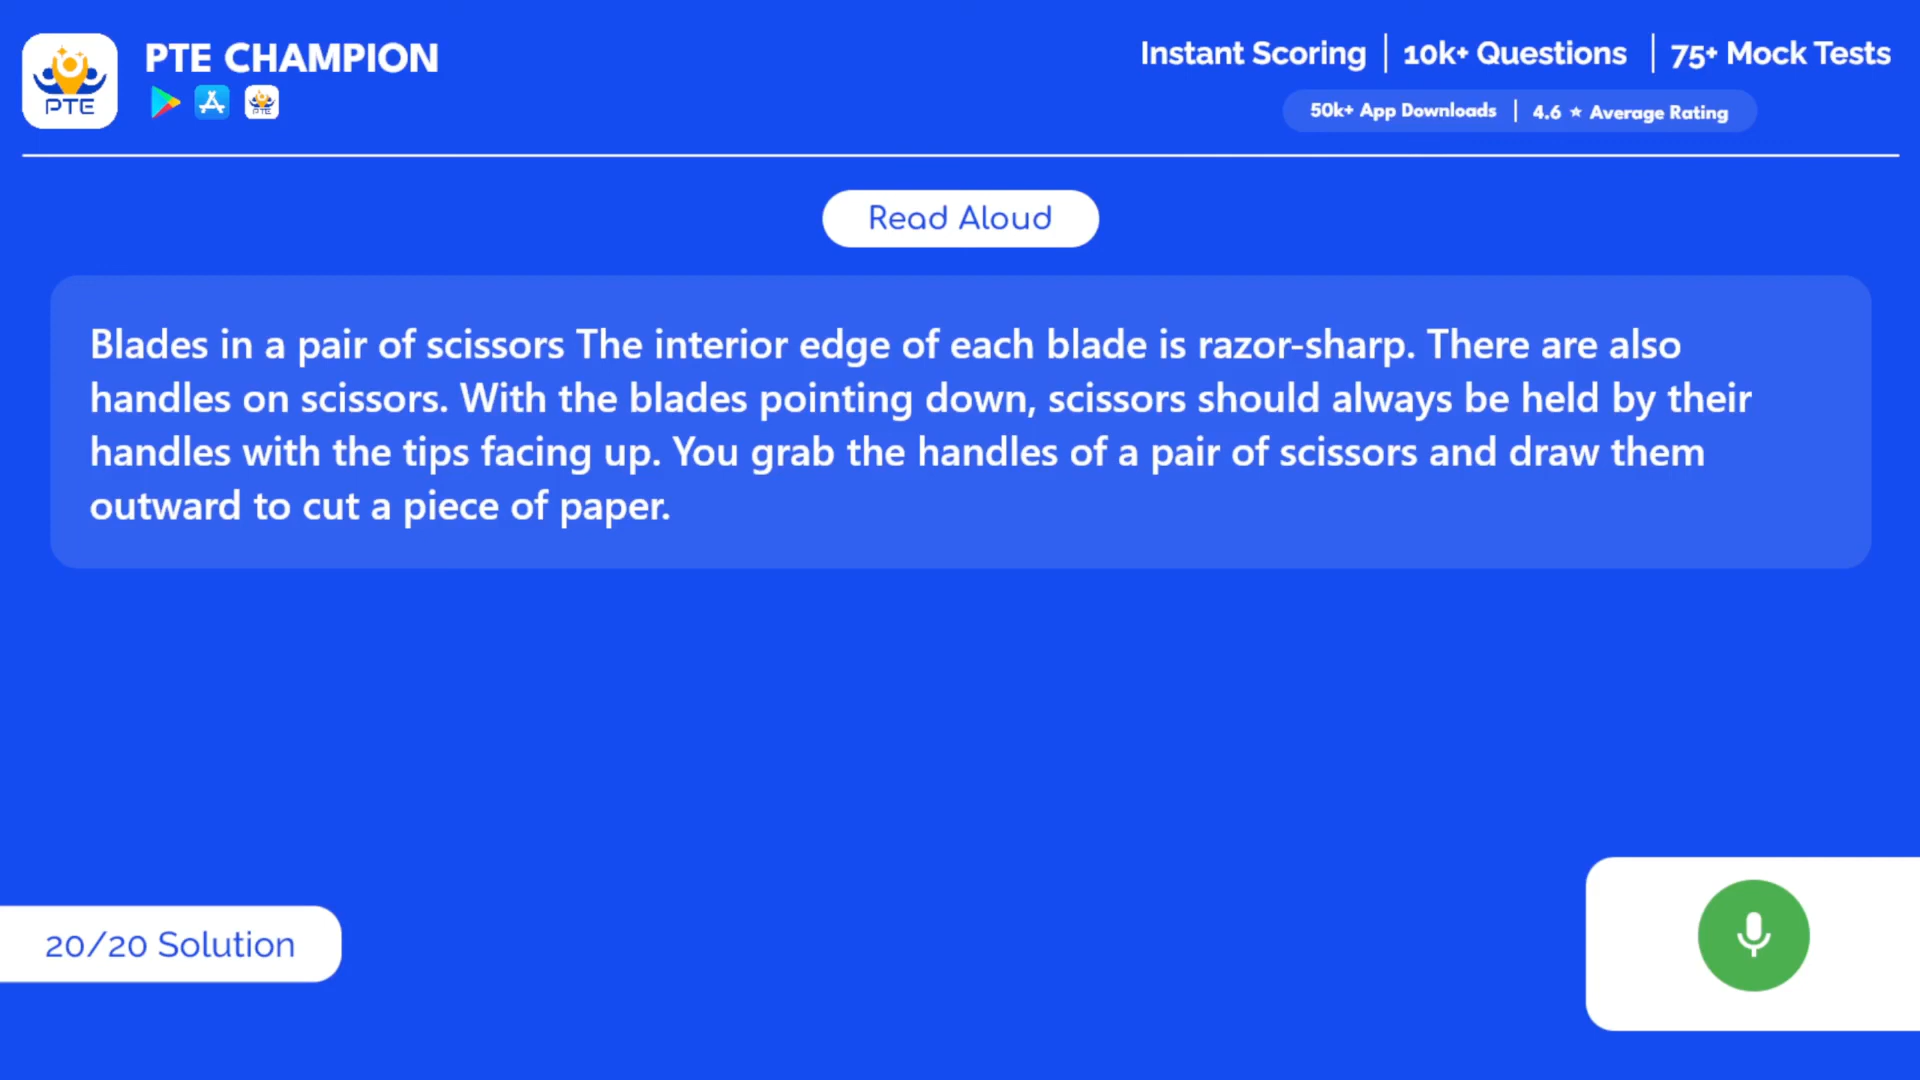 PTE CHAMPION
PTE
PTE
Instant Scoring | 10k+ Questions | 75+ Mock Tests
50k+ App Downloads | 4.6 ★ Average Rating
Read Aloud
Blades in a pair of scissors The interior edge of each blade is razor-sharp. There are also
handles on scissors. With the blades pointing down, scissors should always be held by their
handles with the tips facing up. You grab the handles of a pair of scissors and draw them
outward to cut a piece of paper.
20/20 Solution